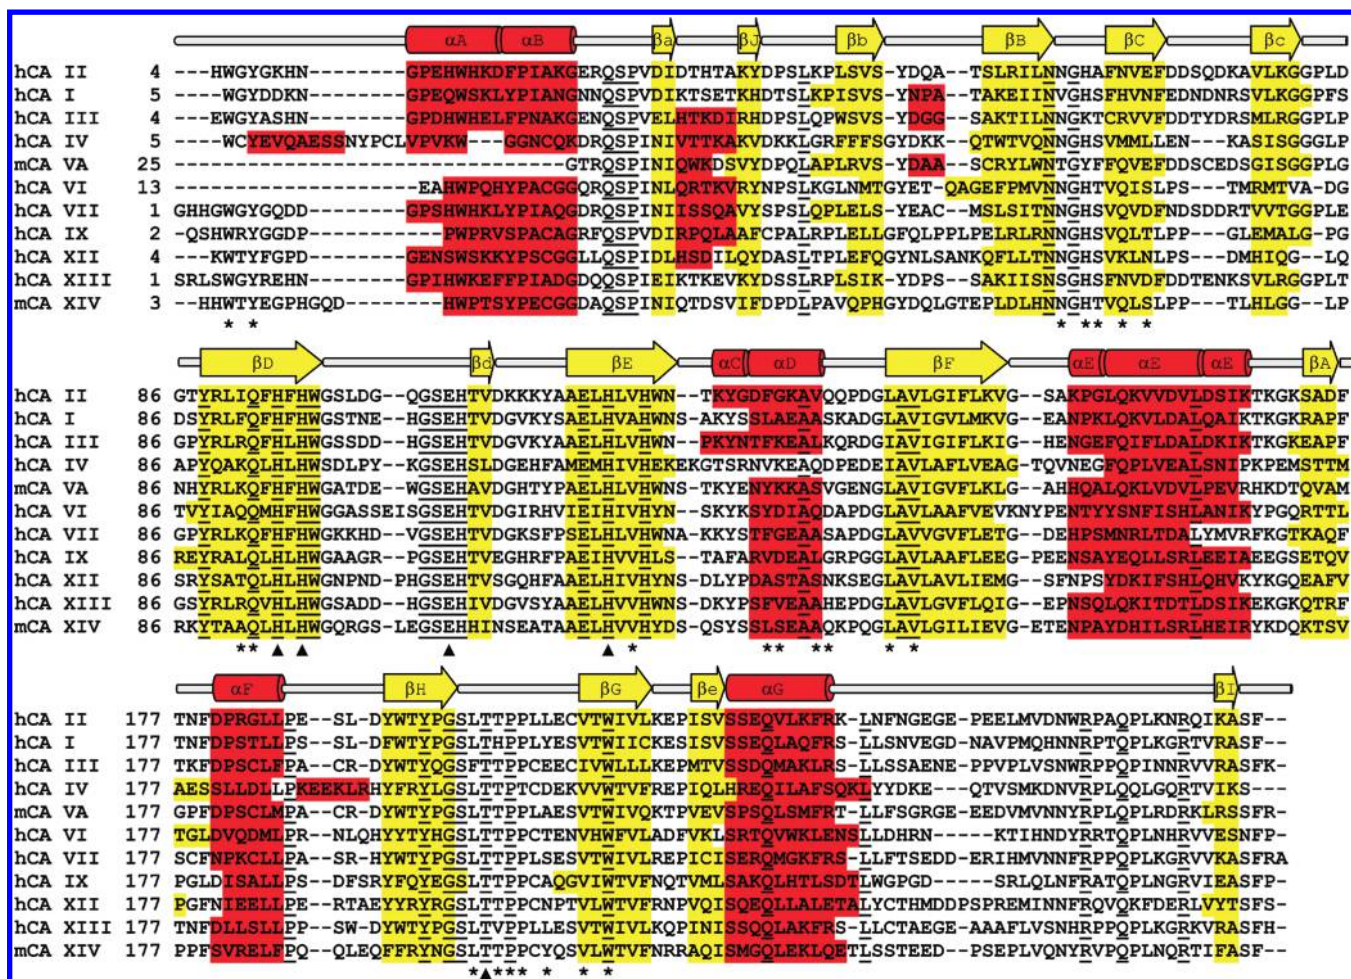 αA αB βa βJ βb βB βC βc
hCA II 4 ---HWGYGKHN--------GPEHWHKDFPIAKGERQSPVDIDTHTAKYDPSLKPLSVS-YDQA--TSLRILNNGHAFNVEFDDSQDKAVLKGGPLD
hCA I 5 ----WGYDDKN--------GPEQWSKLYPIANGNNQSPVDIKTSETKHDTSLKPISVS-YNPA--TAKEIINVGHSFHVNFEDNDNRSVLKGGPFS
hCA III 4 ---EWGYASHN--------GPDHWHELFPNAKGENQSPVELHTKDIRHDPSLQPWSVS-YDGG--SAKTILNNGKTCRVVFDDTYDRSMLRGGPLP
hCA IV 5 ----WCYEVQAESSNYPCLVPVKW---GGNCQKDRQSPINIVTTKAKVDKKLGRFFFSGYDKK--QTWTVQNNGHSVMMLLEN---KASISGGGLP
mCA VA 25 --------------------------------GTRQSPINIQWKDSVYDPQLAPLRVS-YDAA--SCRYLWNTGYFFQVEFDDSCEDSGISGGPLG
hCA VI 13 --------------------EAHWPQHYPACGGQRQSPINLQRTKVRYNPSLKGLNMTGYET-QAGEFPMVNNGHTVQISLPS---TMRMTVA-DG
hCA VII 1 GHHGWGYGQDD--------GPSHWHKLYPIAQGDRQSPINIISSQAVYSPSLQPLELS-YEAC--MSLSITNNGHSVQVDFNDSDDRTVVTGGPLE
hCA IX 2 -QSHWRYGGDP-----------PWPRVSPACAGRFQSPVDIRPQLAAFCPALRPLELLGFQLPPLPELRLRNNGHSVQLTLPP---GLEMALG-PG
hCA XII 4 ---KWTYFGPD--------GENSWSKKYPSCGGLLQSPIDLHSDILQYDASLTPLEFQGYNLSANKQFLLTNNGHSVKLNLPS---DMHIQG--LQ
hCA XIII 1 SRLSWGYREHN--------GPIHWKEFFPIADGDQQSPIEIKTKEVKYDSSLRPLSIK-YDPS--SAKIISNSGHSFNVDFDDTENKSVLRGGPLT
mCA XIV 3 --HHWTYEGPHGQD--------HWPTSYPECGGDAQSPINIQTDSVIFDPDLPAVQPHGYDQLGTEPLDLHNNGHTVQLSLPP---TLHLGG--LP
* * * ** * *
βD βd βE αC αD βF αE αE αE βA
hCA II 86 GTYRLIQFHFHWGSLDG--QGSEHTVDKKKYAAELHLVHWN--TKYGDFGKAVQQPDGLAVLGIFLKVG--SAKPGLQKVVDVLDSIKTKGKSADF
hCA I 86 DSYRLFQFHFHWGSTNE--HGSEHTVDGVKYSAELHVAHWN--SAKYSSLAEAASKADGLAVIGVLMKVG--EANPKLQKVLDALQAIKTKGKRAPF
hCA III 86 GPYRLRQFHLHWGSSDD--HGSEHTVDGVKYAAELHLVHWN--PKYNTFKEALKQRDGIAVIGIFLKIG--HENGEFQIFLDALDKIKTKGKEAPF
hCA IV 86 APYQAKQLHLHWSDLPY--KGSEHSLDGEHFAMEMHIVHEKEKGTSRNVKEAQDPEDEIAVLAFLVEAG-TQVNEGFQPLVEALSNIPKPEMSTTM
mCA VA 86 NHYRLKQFHFHWGATDE--WGSEHAVDGHTYPAELHLVHWN-STKYENYKKASVGENGLAVIGVFLKLG--AHHQALQKLVDVLPEVRHKDTQVAM
hCA VI 86 TVYIAQQMHFHWGGASSEISGSEHTVDGIRHVIEIHIVHYN-SKYKSYDIAQDAPDGLAVLAAFVEVKNYPENTYYSNFISHLANIKYPGQRTTL
hCA VII 86 GPYRLKQFHFHWGKKHD--VGSEHTVDGKSFPSELHLVHWNAKKYSTFGEAASAPDGLAVVGVFLETG--DEHPSMNRLTDALYMVRFKGTKAQF
hCA IX 86 REYRALQLHLHWGAAGR--PGSEHTVEGHRFPAEIHVVHLS--TAFARVDEALGRPGGLAVLAAFLEEG--PEENSAYEQLLSRLEEIAEEGSETQV
hCA XII 86 SRYSATQLHLHWGNPND-PHGSEHTVSGQHFAAELHIVHYNS-DLYPDASTASNKSEGLAVLAVLIEMG--SFNPSYDKIFSHLQHVKYKGQEAFV
hCA XIII 86 GSYRLRQVHLHWGSADD--HGSEHIVDGVSYAAELHVVHWNS-DKYPSFVEAAHEPDGLAVLGVFLQIG--EPNSQLQKITDTLDSIKEKGKQTRF
mCA XIV 86 RKYTAAQLHLHWGQRGS-LEGSEHHINSEATAAELHVVHYDS-QSYSSLSEAAQKPQGLAVLGILIEVG-ETENPAYDHILSRLHEIRYKDQKTSV
** ▲ ▲ ▲ ▲ * ** ** * *
αF βH βG βe αG βI
hCA II 177 TNFDPRGLLPE--SL-DYWTYPGSLTTPPLLECVTWIVLKEPISVSSEQVLKFRK-LNFNGEGE-PEELMVDNWRPAQPLKNRQIKASF--
hCA I 177 TNFDPSTLLPS--SL-DFWTYPGSLTHPPLYESVTWIICKESISVSSEQLAQFRS-LLSNVEGD-NAVPMQHNNRPTQPLKGRTVRASF--
hCA III 177 TKFDPSCLFPA--CR-DYWTYQGSFTTPPCEECIVWLLLKEPMTVSSDQMAKLRS-LLSSAENE-PPVPLVSNWRPPQPINNRVVRASFK-
hCA IV 177 AESSLLDLLPKEEKLRHYFRYLGSLTTPTCDEKVVWTVFREPIQLHREQILAFSQKLYYDKE--QTVSMKDNVRPLQQLGQRTVIKS--
mCA VA 177 GPFDPSCLMPA--CR-DYWTYPGSLTTPPLAESVTWIVQKTPVEVSPSQLSMFRT-LLFSGRGE-EEDVMVNNYRPLQPLRDRKLRSSFR-
hCA VI 177 TGLDVQDMLPR--NLQHYYTYHGSLTTPPCTENVHWFVLADFVKLSRTQVWKLENSLLDHRN-----KTIHNDYRRTQPLNHRVVESNFP-
hCA VII 177 SCFNPKCLLPA--SR-HYWTYPGSLTTPPLSESVTWIVLREPICISERQMGKFRS-LLFTSEDD-ERIHMVNNFRPPQPLKGRVVKASFRA
hCA IX 177 PGLDISALLPS--DFSRYFQYEGSLTTPPCAQGVIWTVFNQTVMLSAKQLHTLSDTLWGPGD----SRLQLNFRATQPLNGRVIEASFP-
hCA XII 177 PGFNIEELLPE--RTAEYYRYRGSLTTPPCNPTVLWTVFRNPVQISQEQLLALETALYCTHMDDPSPREMINNFRQVQKFDERLVYTSFS-
hCA XIII 177 TNFDLLSLLPP--SW-DYWTYPGSLTVPPLLESVTWIVLKQPINISSQQLAKFRS-LLCTAEGE-AAAFLVSNHRPPQPLKGRKVRASFH-
mCA XIV 177 PPFSVRELFPQ--QLEQFFRYNGSLTTPPCYQSVLWTVFNRRAQISMGQLEKLQETLSSTEED--PSEPLVQNYRVPQPLNQRTIFASF-
*▲*** * * *